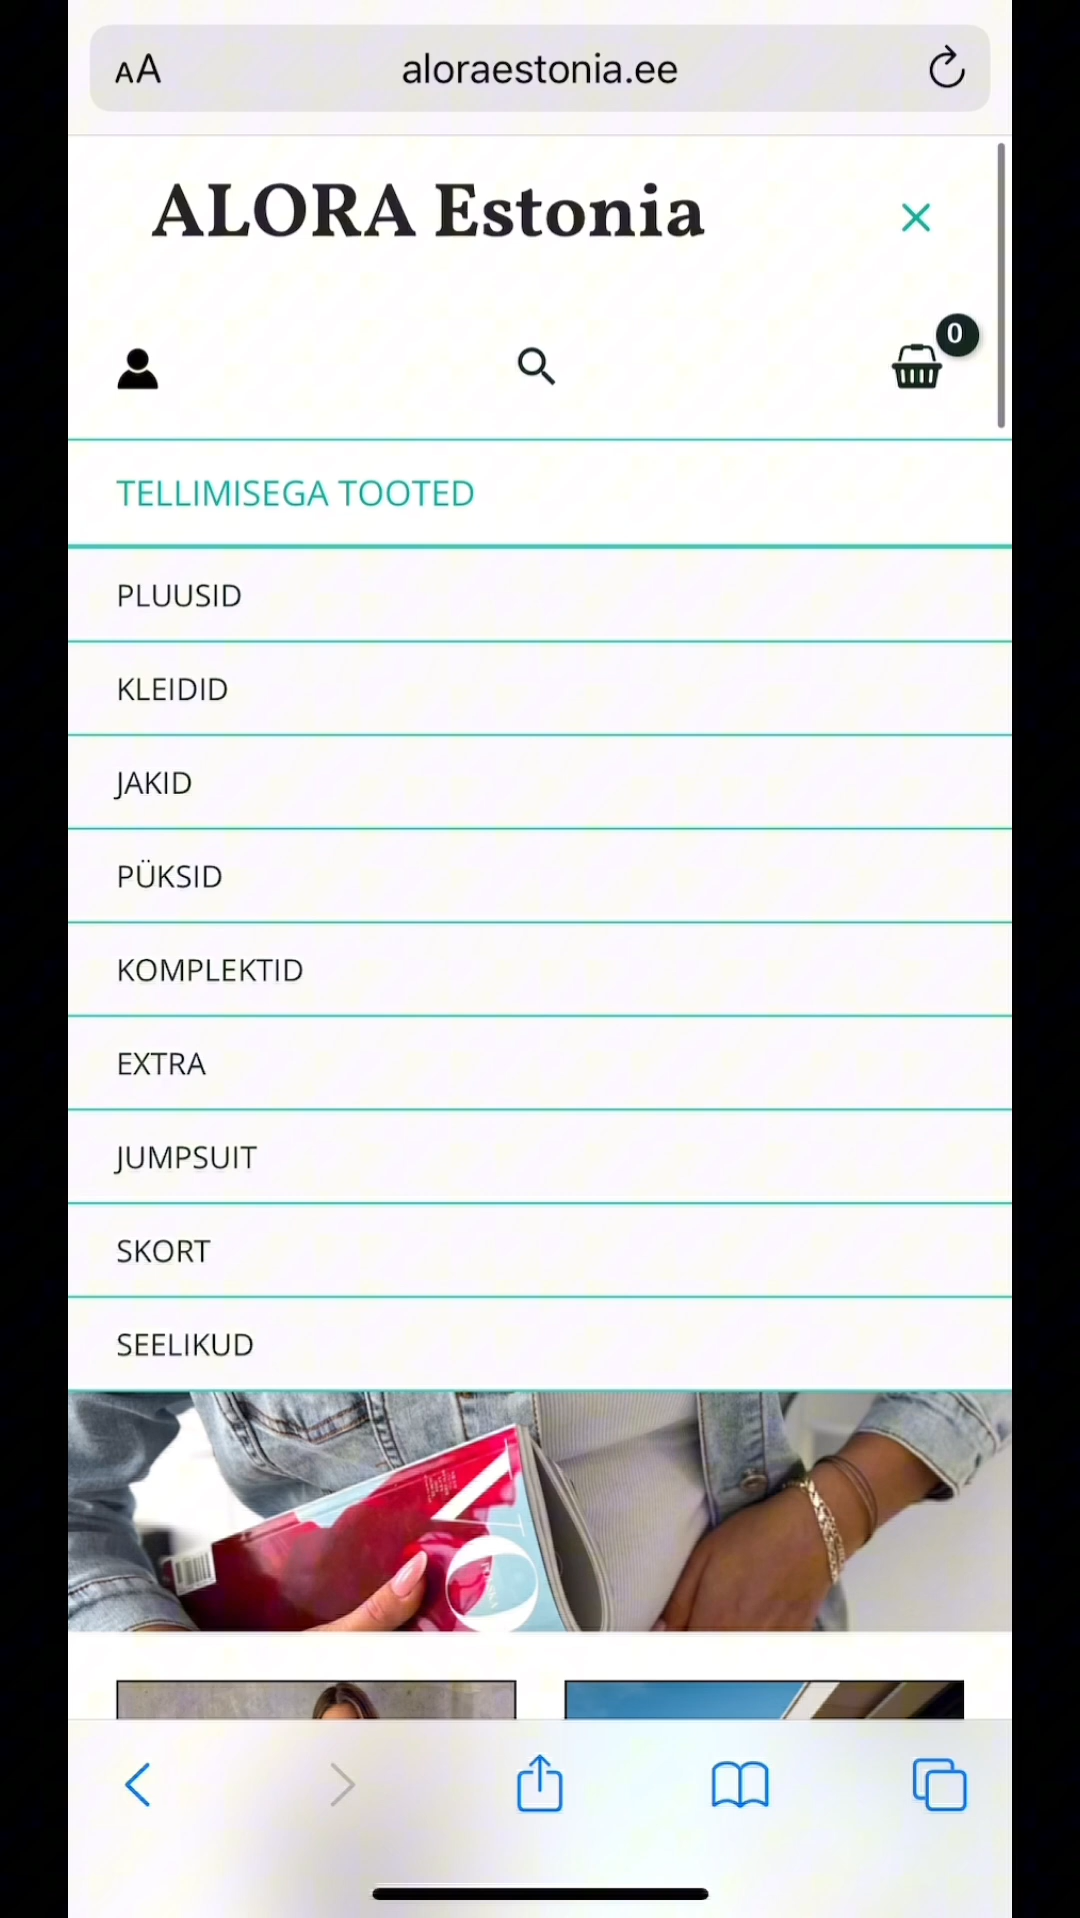 AA
aloraestonia.ee
ALORA Estonia
0
TELLIMISEGA TOOTED
PLUUSID
KLEIDID
JAKID
PÜKSID
KOMPLEKTID
EXTRA
JUMPSUIT
SKORT
SEELIKUD